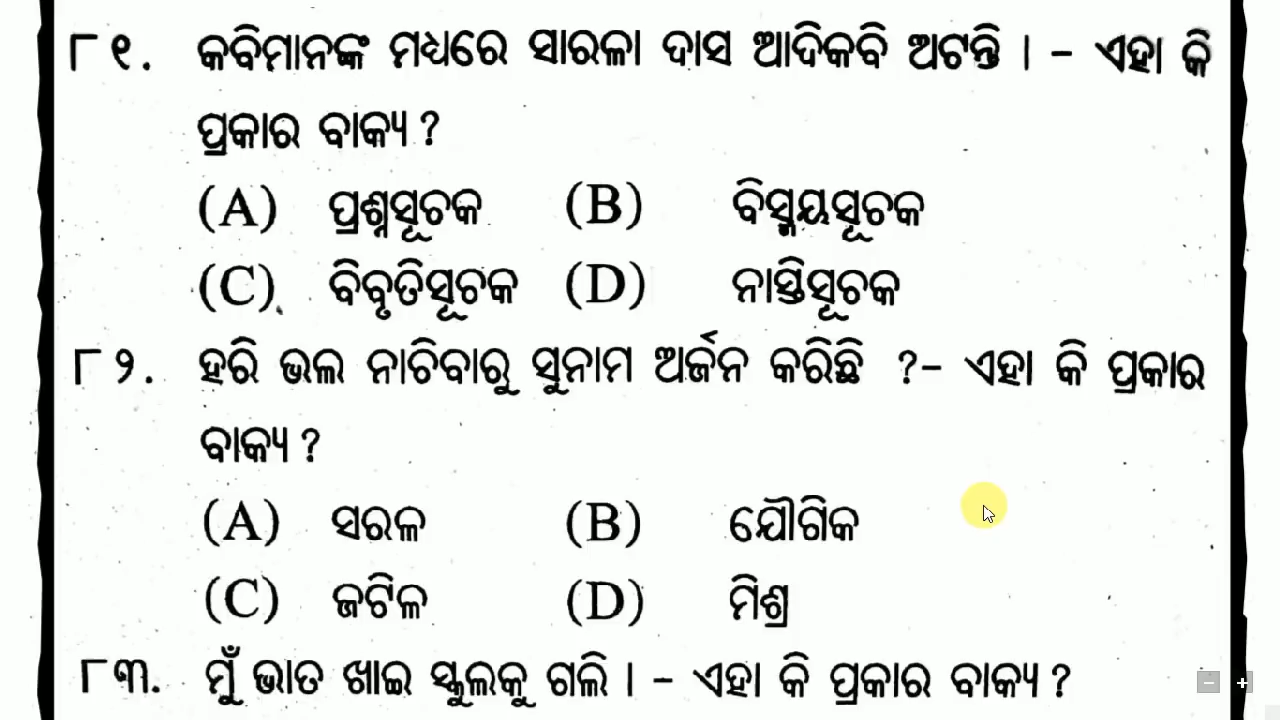 ୮୧. କବିମାନଙ୍କ ମଧ୍ୟରେ ସାରଳା ଦାସ ଆଦିକବି ଅଟନ୍ତି । - ଏହା କି
ପ୍ରକାର ବାକ୍ୟ ?
(A) ପ୍ରଶ୍ନସୂଚକ (B) ବିସ୍ମୟସୂଚକ
(C) ବିବୃତିସୂଚକ (D) ନାସ୍ତିସୂଚକ
୮୨. ହରି ଭଲ ନାଚିବାରୁ ସୁନାମ ଅର୍ଜନ କରିଛି ?- ଏହା କି ପ୍ରକାର
ବାକ୍ୟ ?
(A) ସରଳ (B) ଯୌଗିକ
(C) ଜଟିଳ (D) ମିଶ୍ର
୮୩. ମୁଁ ଭାତ ଖାଇ ସ୍କୁଲକୁ ଗଲି । - ଏହା କି ପ୍ରକାର ବାକ୍ୟ ?